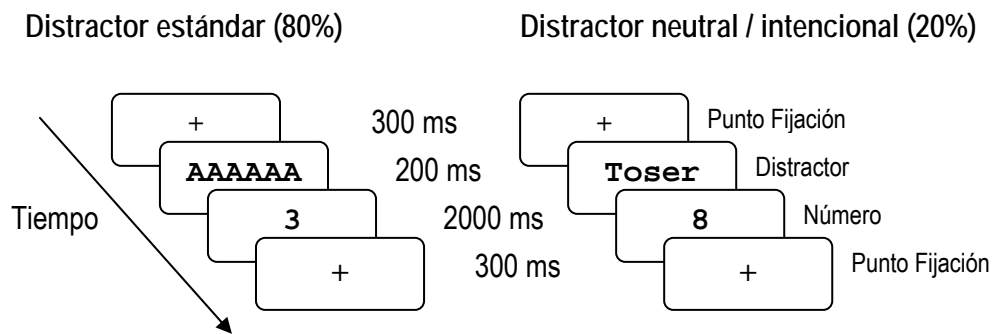 Distractor estándar (80%)
Distractor neutral / intencional (20%)
+
300 ms
+
Punto Fijación
AAAAAA
200 ms
Toser
Distractor
Tiempo
3
2000 ms
8
Número
+
300 ms
+
Punto Fijación